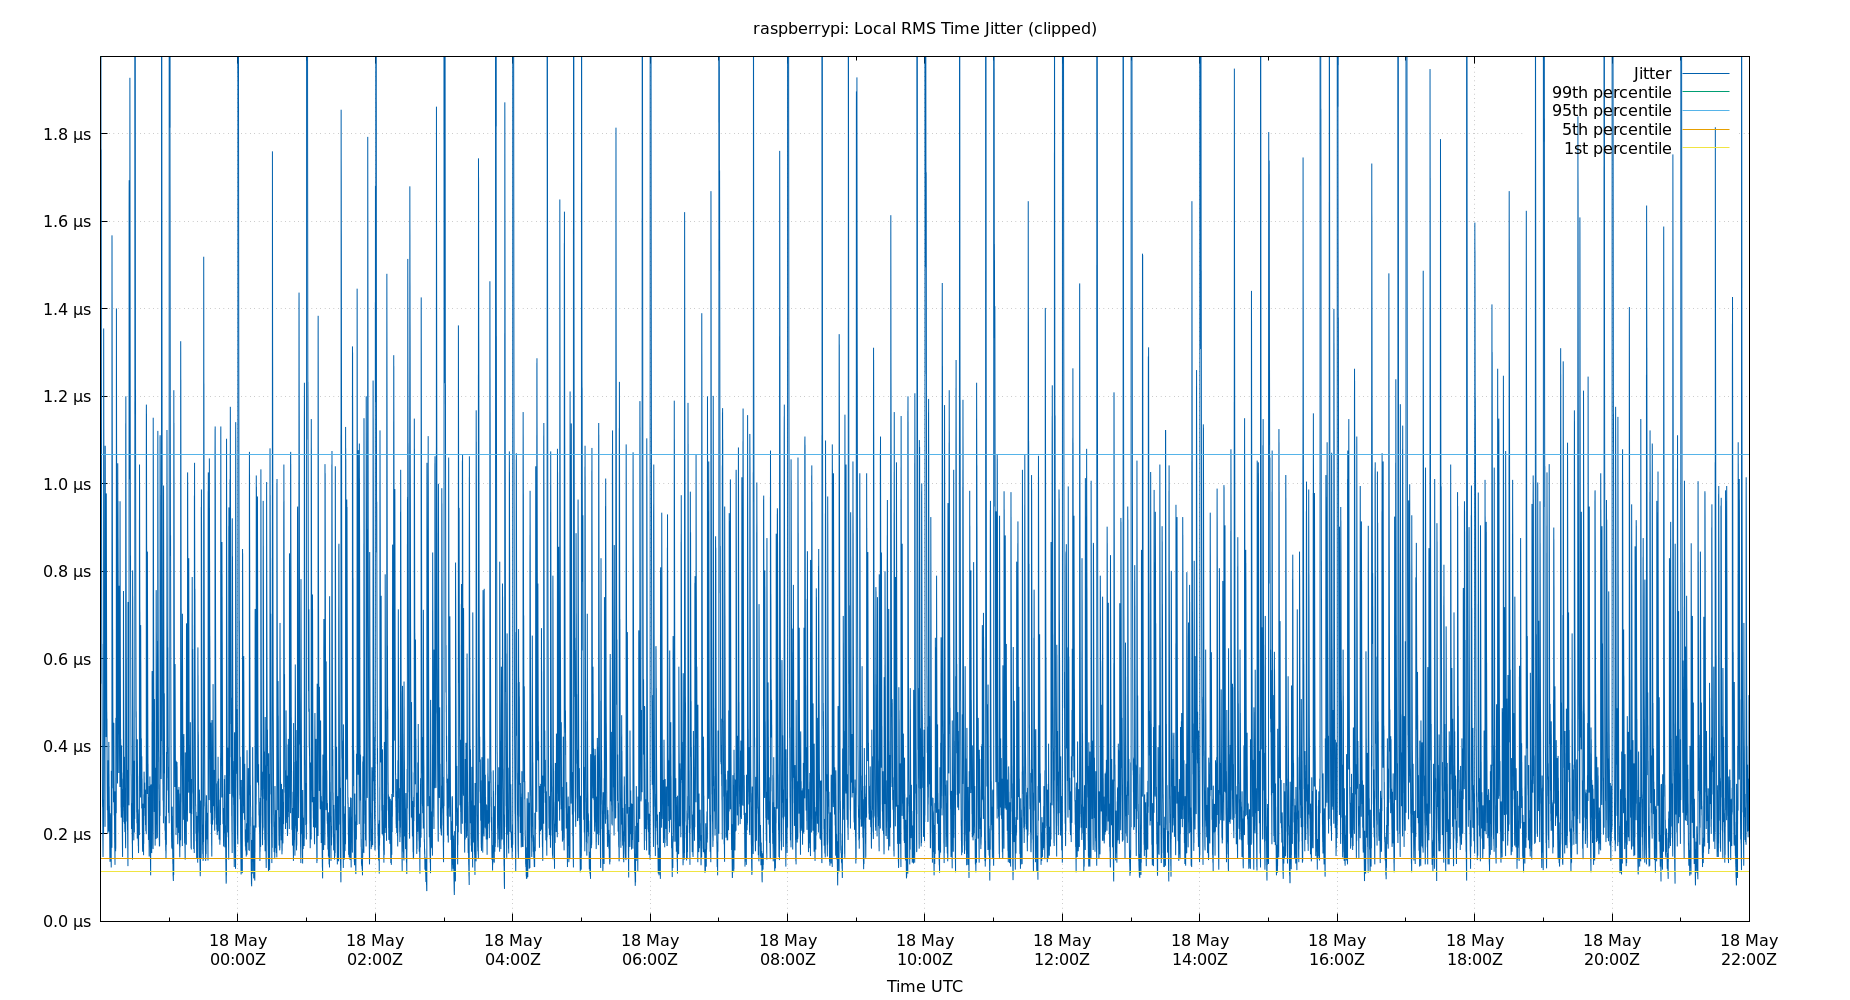 raspberrypi: Local RMS Time Jitter (clipped)
Jitter
99th percentile
95th percentile
5th percentile
1st percentile
1.8 μs
1.6 μs
1.4 μs
1.2 μs
1.0 μs
0.8 μs
0.6 μs
0.4 μs
0.2 μs
0.0 μs
18 May 18 May 18 May 18 May 18 May 18 May 18 May 18 May 18 May 18 May 18 May 18 May
00:00Z 02:00Z 04:00Z 06:00Z 08:00Z 10:00Z 12:00Z 14:00Z 16:00Z 18:00Z 20:00Z 22:00Z
Time UTC